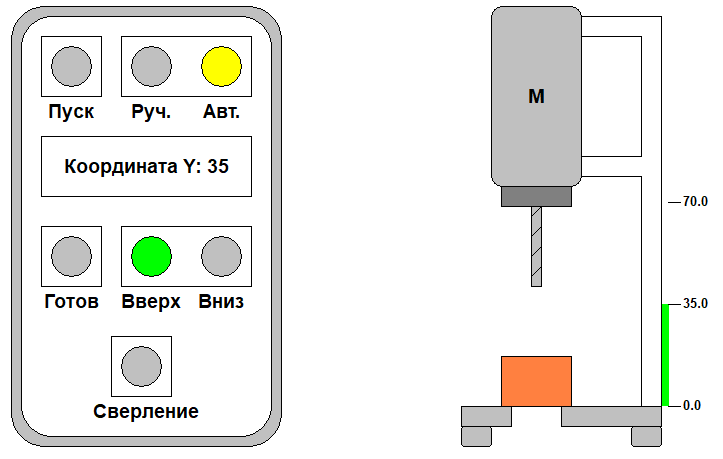 Пуск Руч. Авт.
Координата Y: 35
Готов Вверх Вниз
Сверление
М
70.0
35.0
0.0